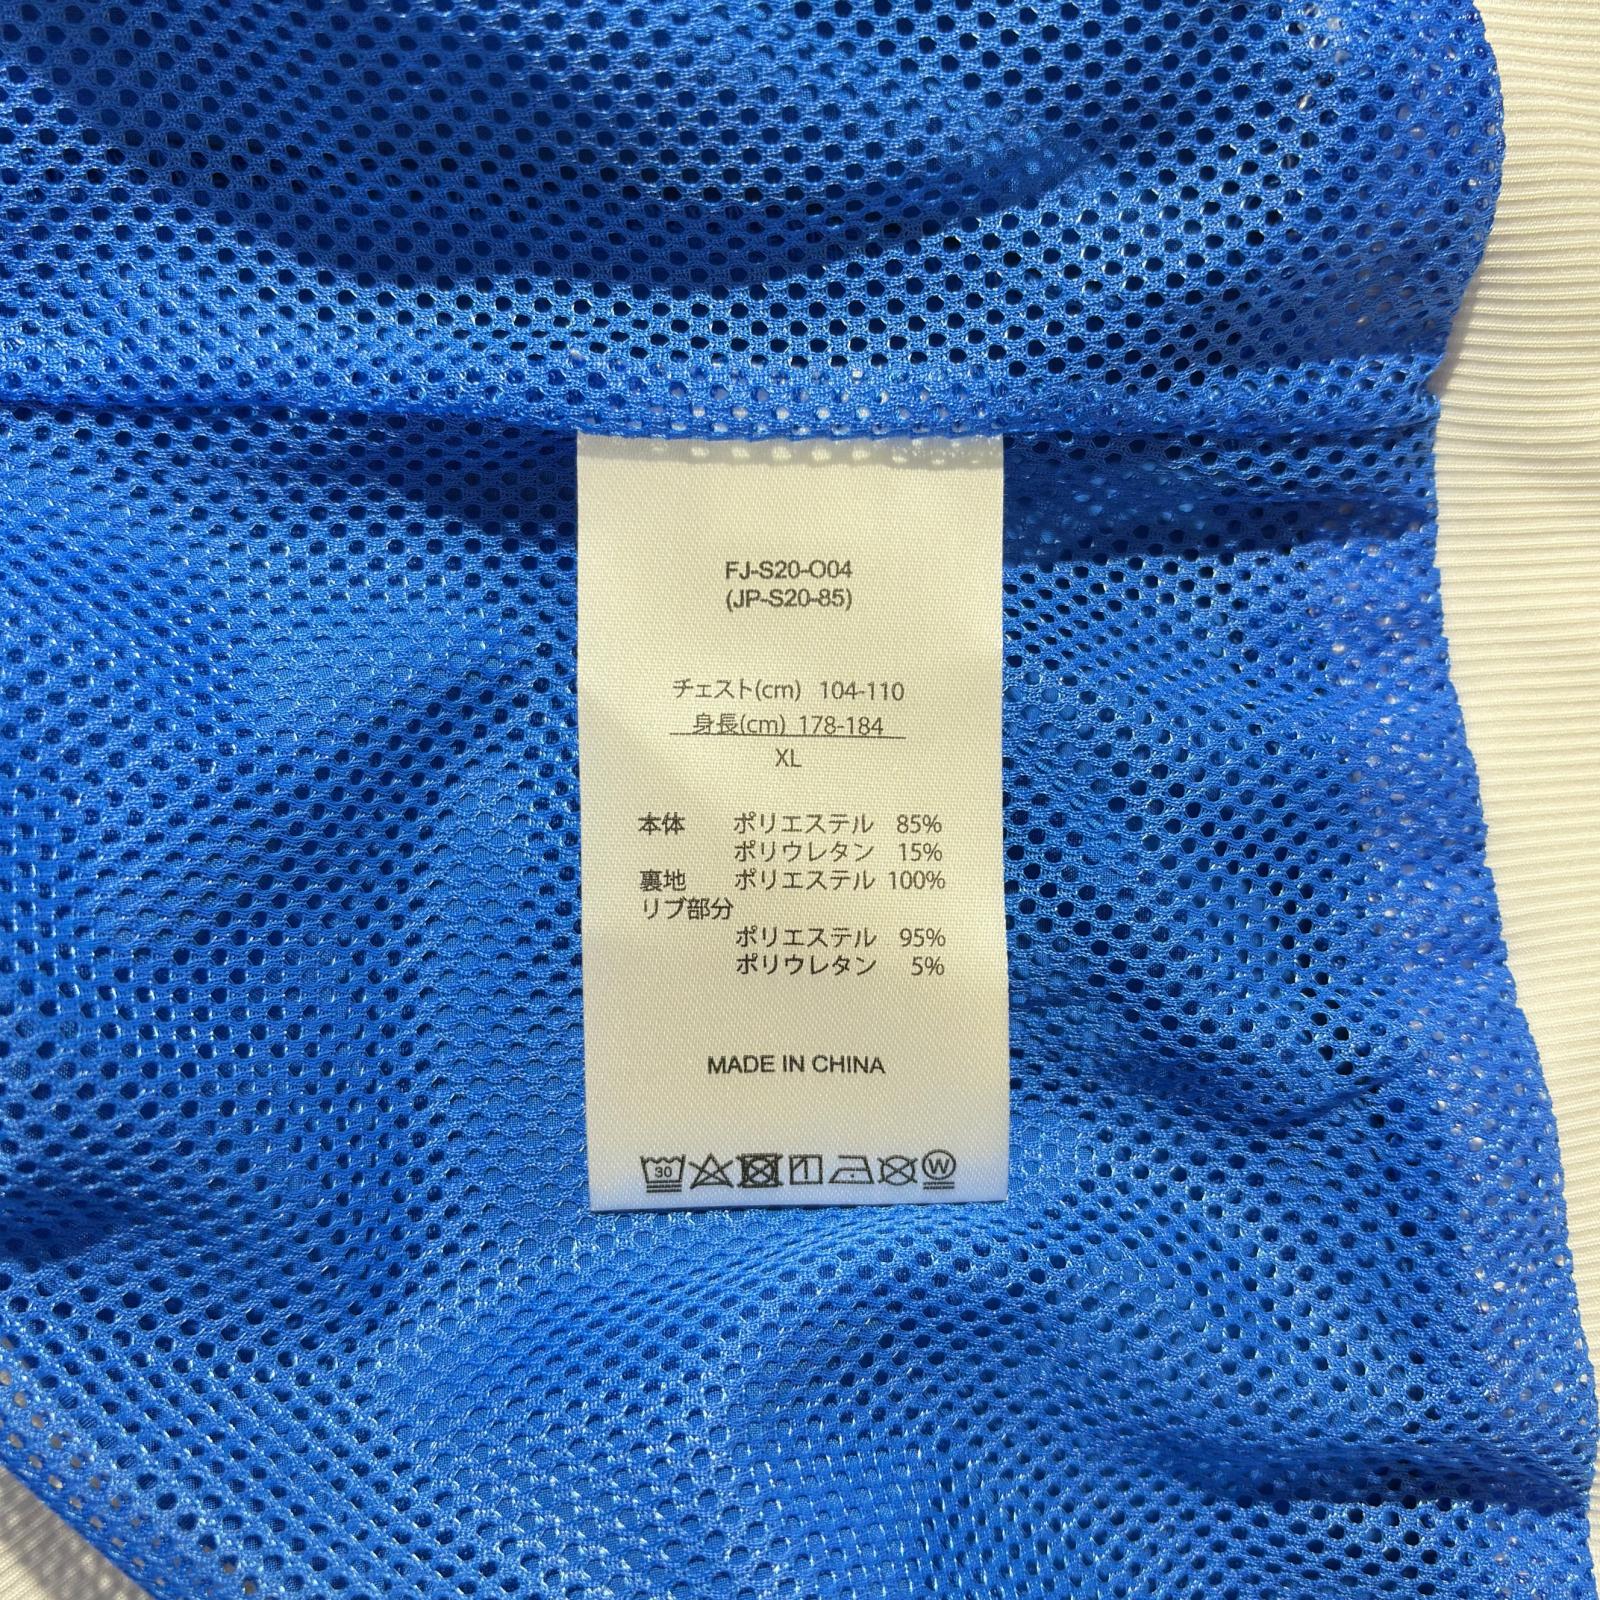 FJ-S20-O04
(JP-S20-85)
チェスト(cm) 104-110
身長(cm) 178-184
XL
本体 ポリエステル 85%
ポリウレタン 15%
裏地 ポリエステル 100%
リブ部分
ポリエステル 95%
ポリウレタン 5%
MADE IN CHINA
30 W